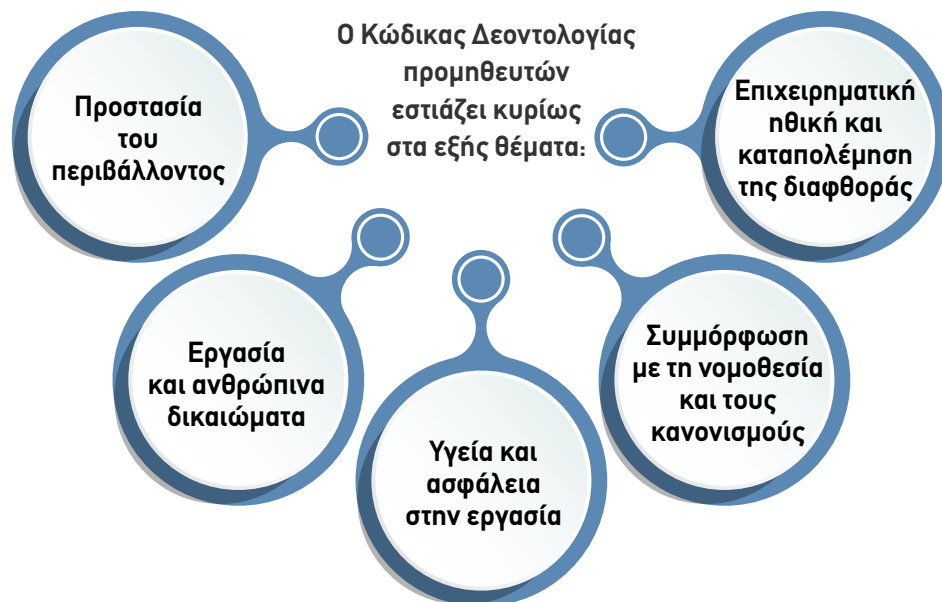 Ο Κώδικας Δεοντολογίας
προμηθευτών
εστιάζει κυρίως
στα εξής θέματα:
Προστασία
του
περιβάλλοντος
Εργασία
και ανθρώπινα
δικαιώματα
Υγεία και
ασφάλεια
στην εργασία
Συμμόρφωση
με τη νομοθεσία
και τους
κανονισμούς
Επιχειρηματική
ηθική και
καταπολέμηση
της διαφθοράς